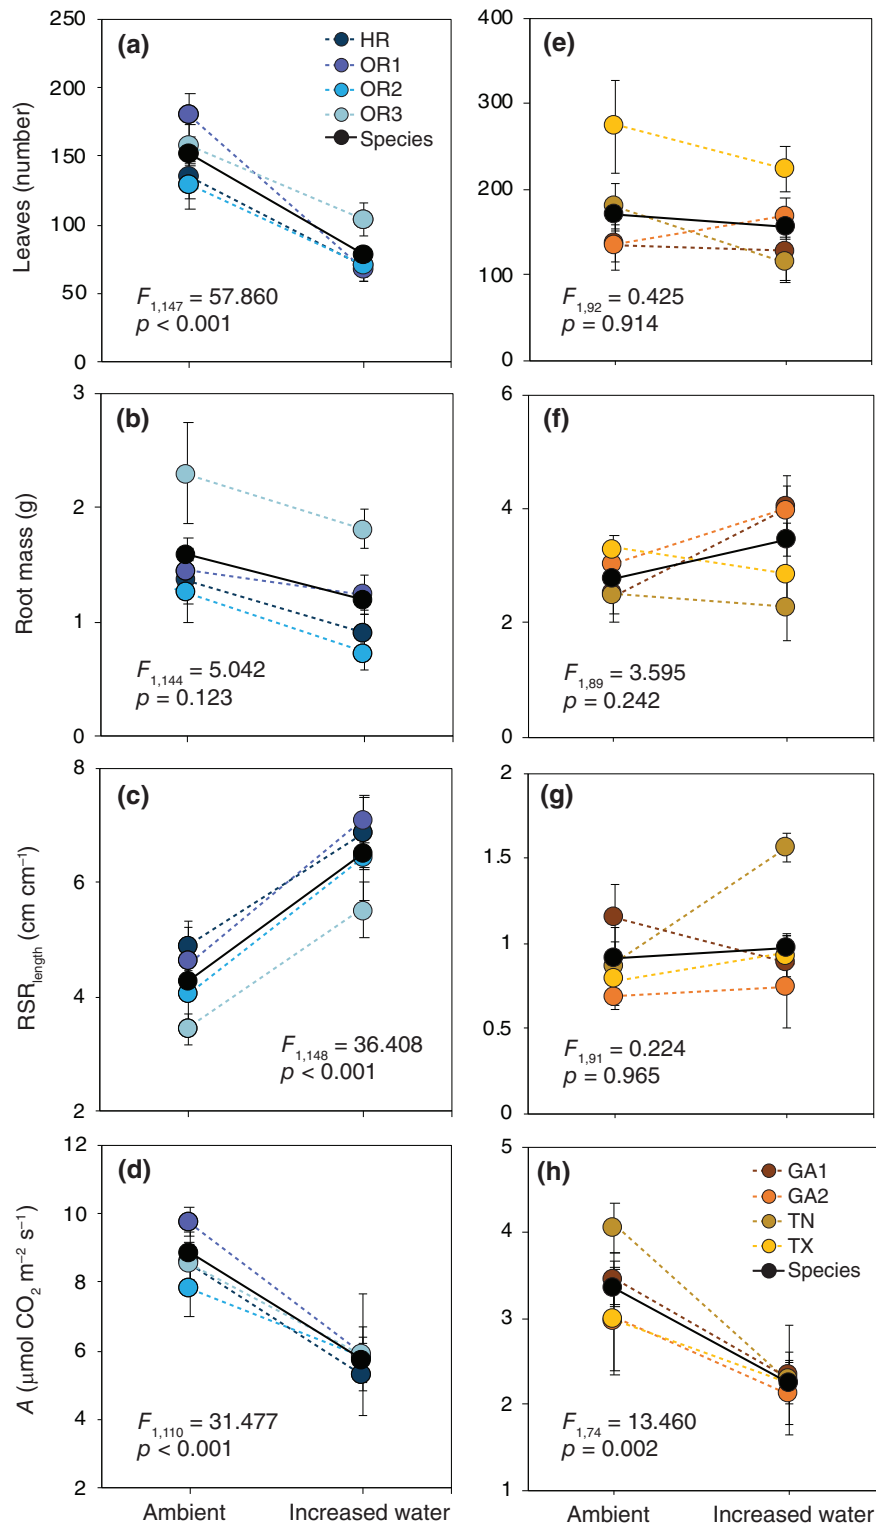 250
200
150
100
50
0
Leaves (number)
(a)
HR
OR1
OR2
OR3
Species
F1,147 = 57.860
p < 0.001
400
300
200
100
0
(e)
F1,92 = 0.425
p = 0.914
3
2
1
0
Root mass (g)
(b)
F1,144 = 5.042
p = 0.123
6
4
2
0
(f)
F1,89 = 3.595
p = 0.242
8
6
4
2
RSRlength (cm cm⁻¹)
(c)
F1,148 = 36.408
p < 0.001
2
1.5
1
0.5
0
(g)
F1,91 = 0.224
p = 0.965
12
10
8
6
4
2
A (μmol CO₂ m⁻² s⁻¹)
(d)
F1,110 = 31.477
p < 0.001
Ambient
Increased water
5
4
3
2
1
(h)
GA1
GA2
TN
TX
Species
F1,74 = 13.460
p = 0.002
Ambient
Increased water